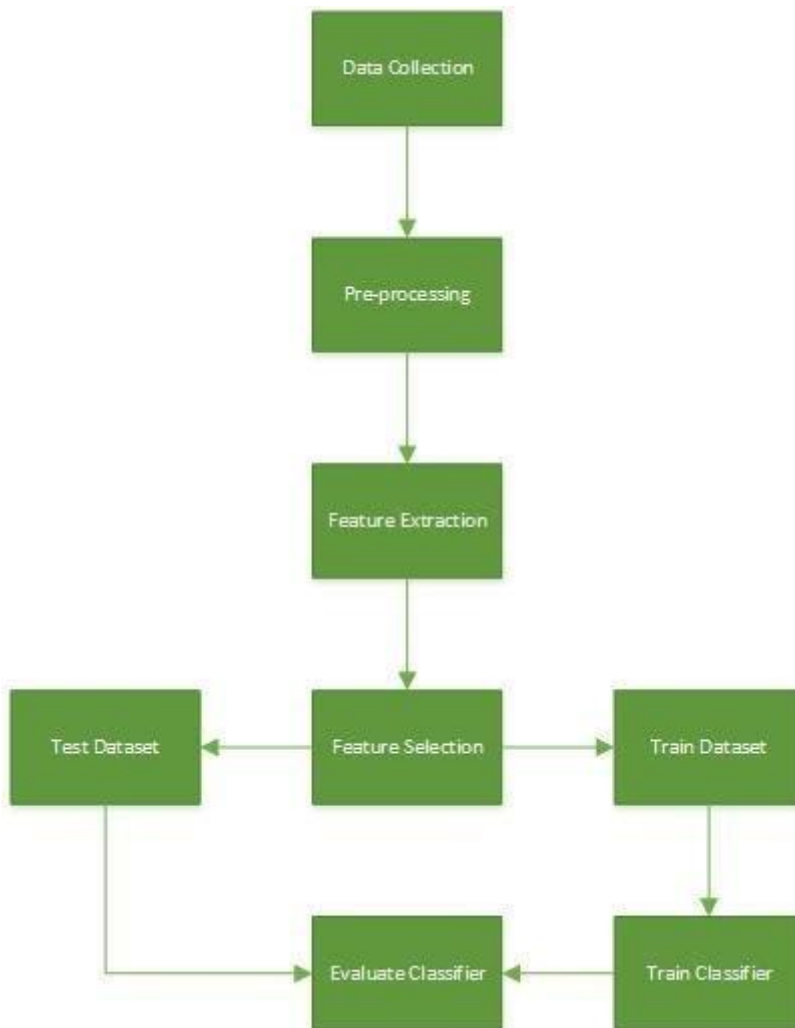 Data Collection
Pre-processing
Feature Extraction
Test Dataset
Feature Selection
Train Dataset
Evaluate Classifier
Train Classifier